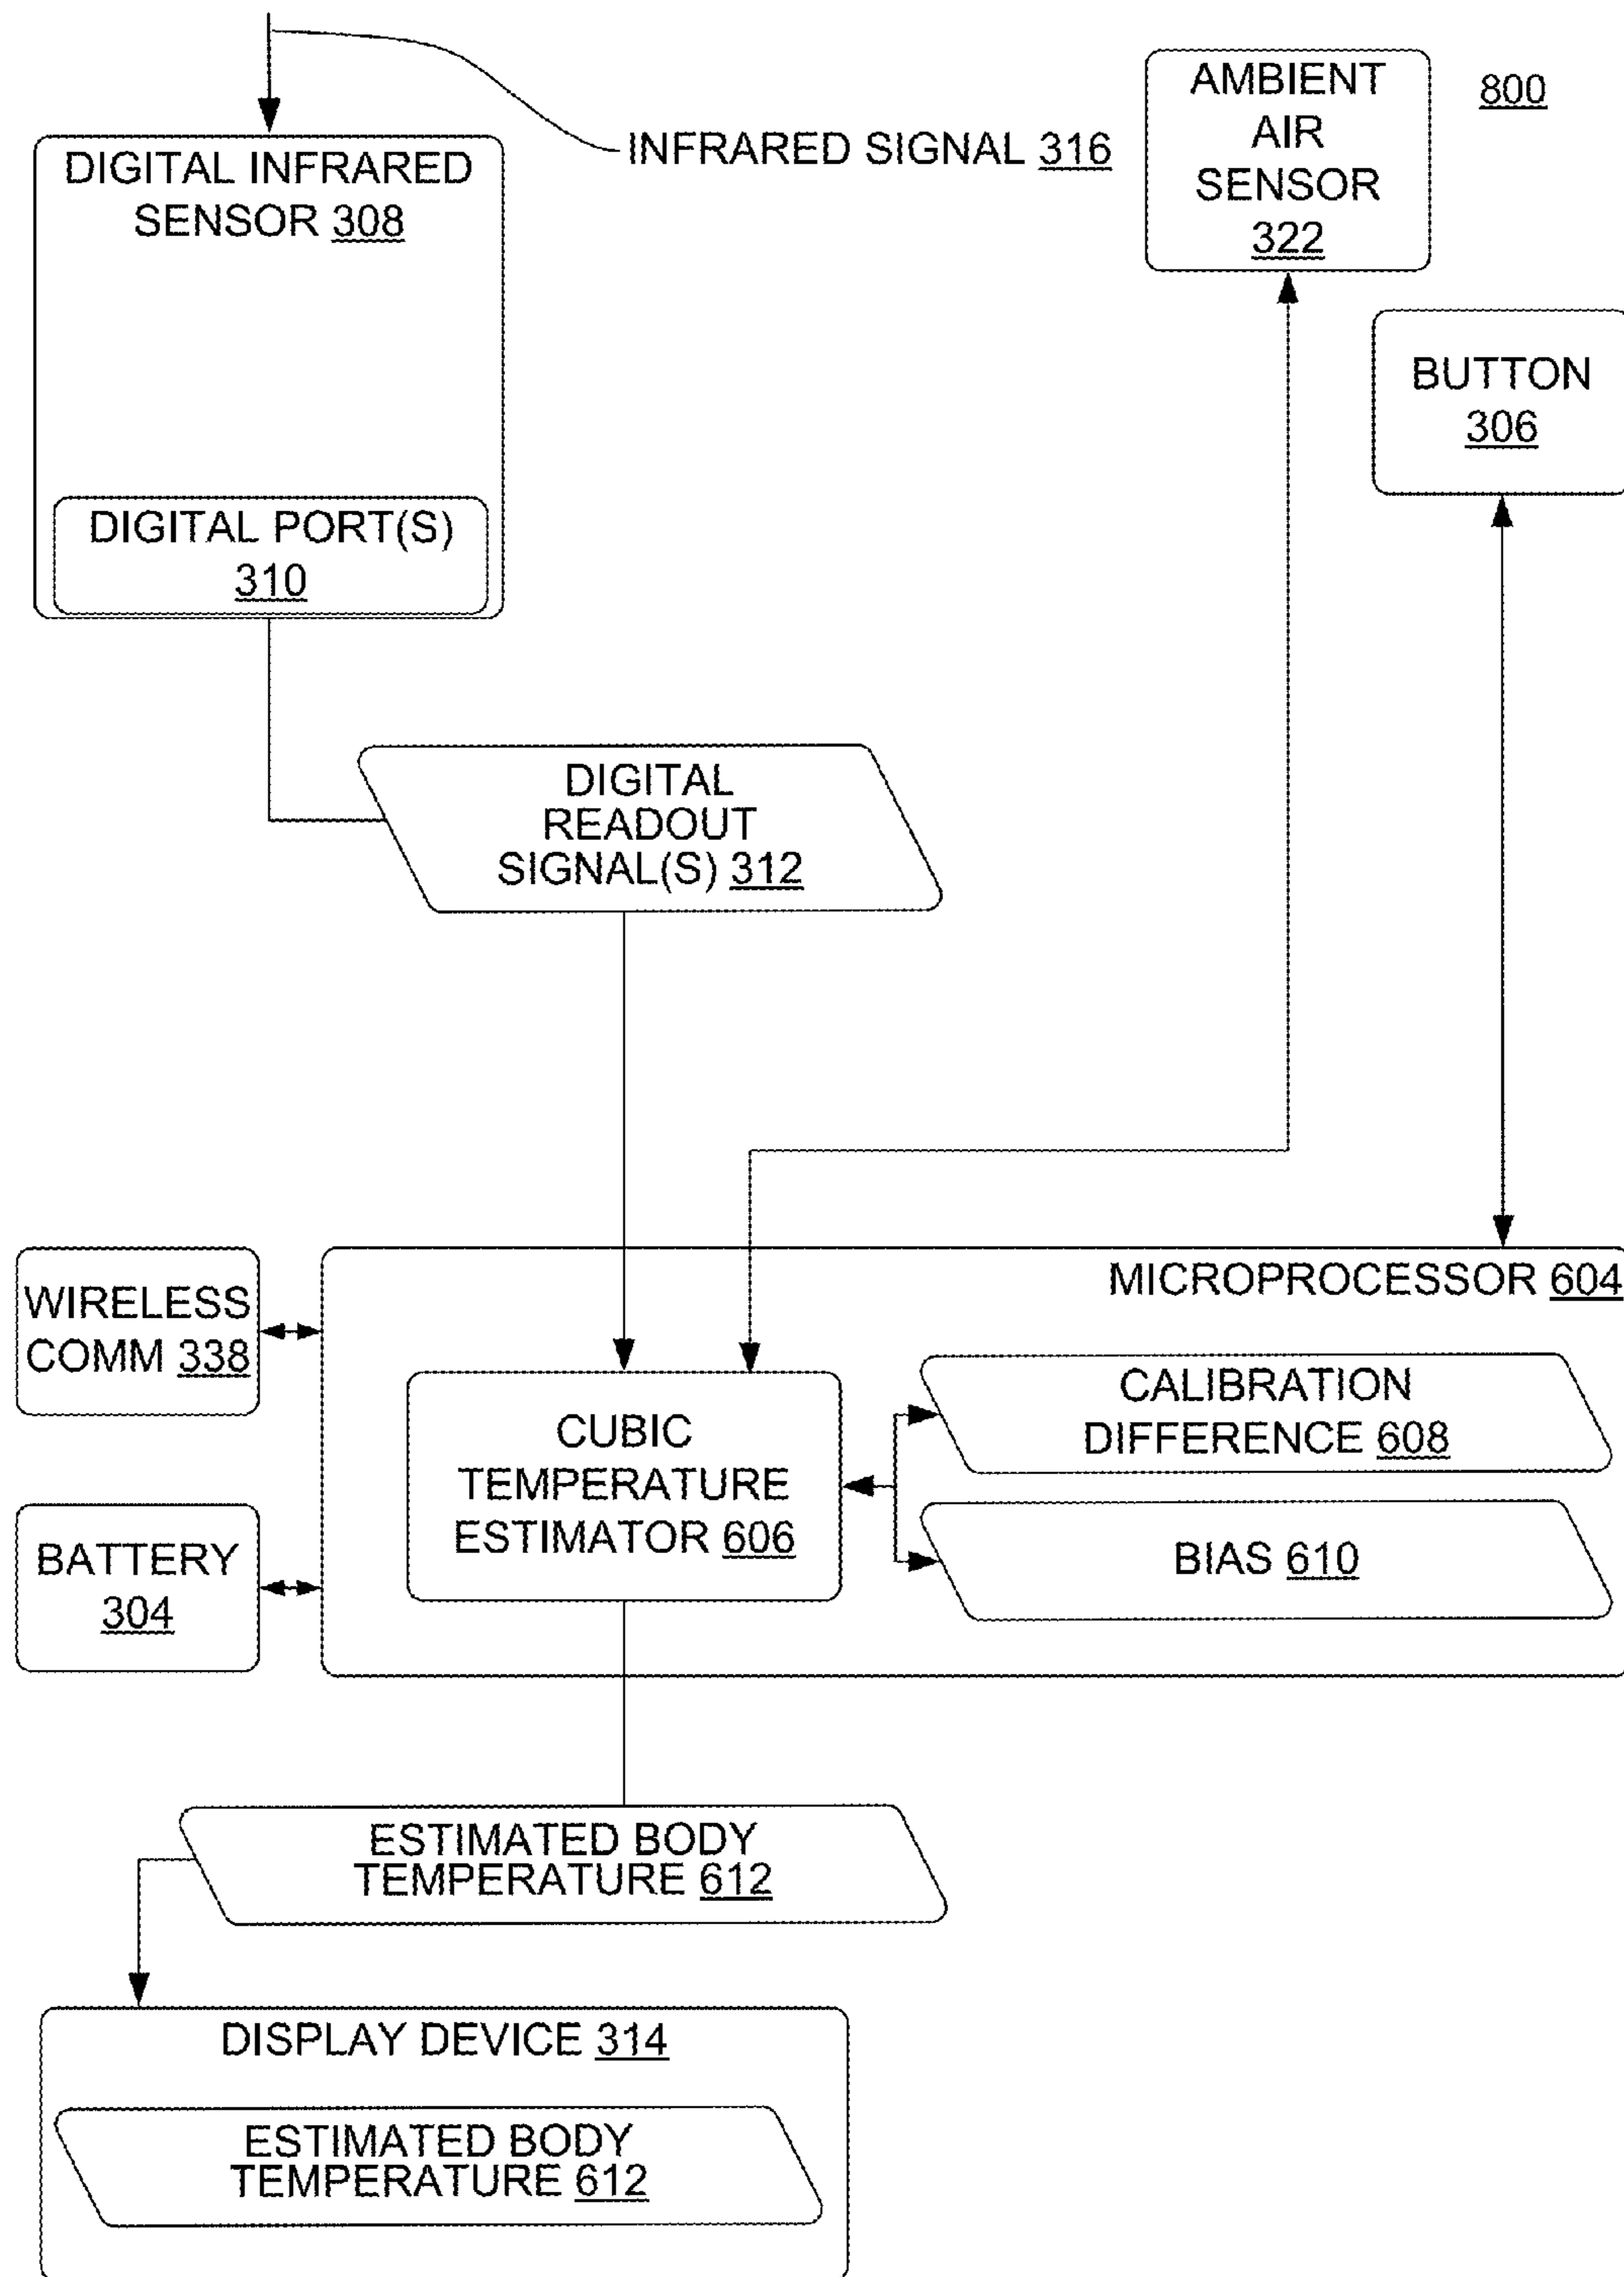 INFRARED SIGNAL 316
AMBIENT
AIR
SENSOR
322
800
DIGITAL INFRARED
SENSOR 308
BUTTON
306
DIGITAL PORT(S)
310
DIGITAL
READOUT
SIGNAL(S) 312
MICROPROCESSOR 604
WIRELESS
COMM 338
CUBIC
TEMPERATURE
ESTIMATOR 606
CALIBRATION
DIFFERENCE 608
BIAS 610
BATTERY
304
ESTIMATED BODY
TEMPERATURE 612
DISPLAY DEVICE 314
ESTIMATED BODY
TEMPERATURE 612